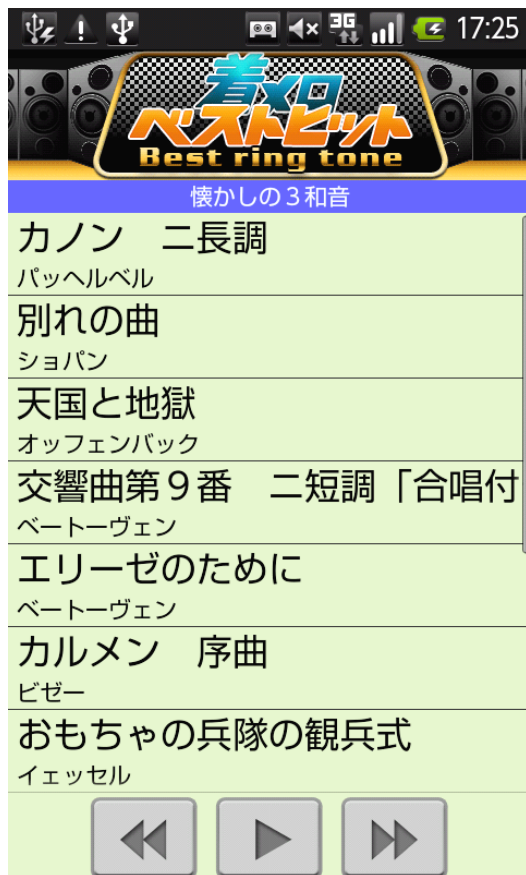 3G 17:25
着メロ
ベストヒット
Best ring tone
懐かしの３和音
カノン　ニ長調
パッヘルベル
別れの曲
ショパン
天国と地獄
オッフェンバック
交響曲第９番　ニ短調「合唱付
ベートーヴェン
エリーゼのために
ベートーヴェン
カルメン　序曲
ビゼー
おもちゃの兵隊の観兵式
イェッセル